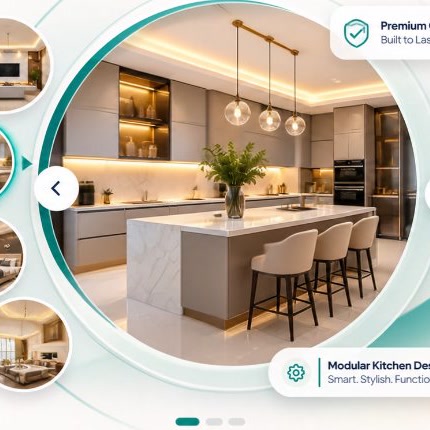 Premium
Built to Las
Modular Kitchen Des
Smart. Stylish. Functio